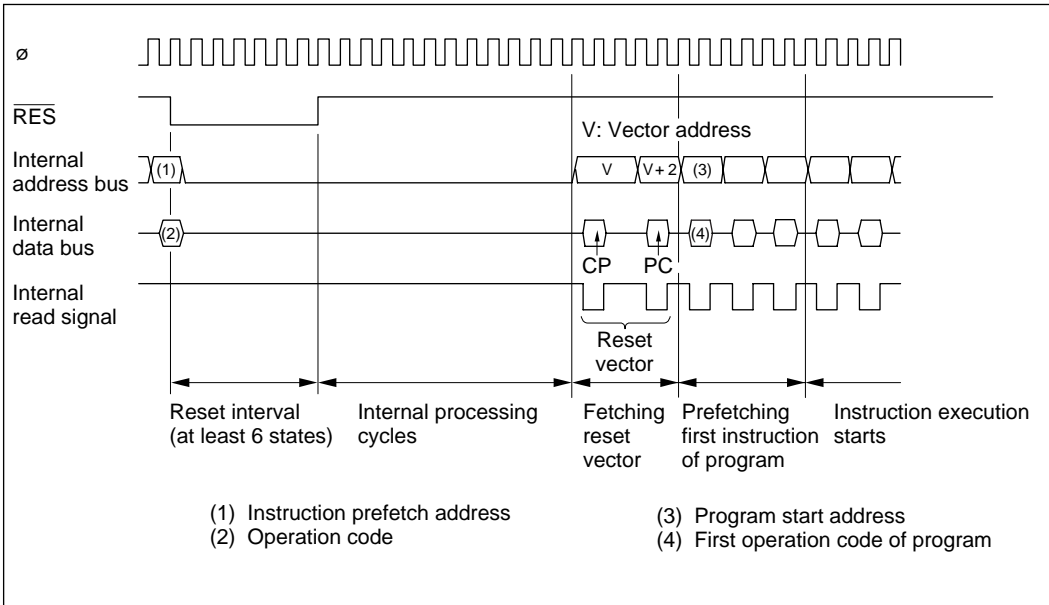 ø
RES
V: Vector address
Internal
address bus
(1)
V
V+2
(3)
Internal
data bus
(2)
(4)
CP
PC
Internal
read signal
Reset
vector
Reset interval
(at least 6 states)
Internal processing
cycles
Fetching
reset
vector
Prefetching
first instruction
of program
Instruction execution
starts
(1) Instruction prefetch address
(2) Operation code
(3) Program start address
(4) First operation code of program